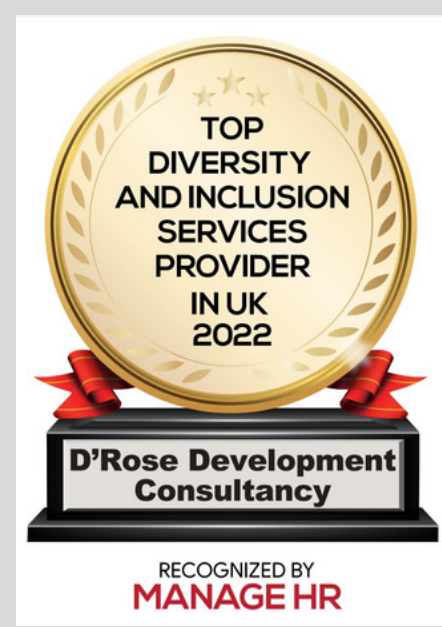 TOP
DIVERSITY
AND INCLUSION
SERVICES
PROVIDER
IN UK
2022
D'Rose Development
Consultancy
RECOGNIZED BY
MANAGE HR